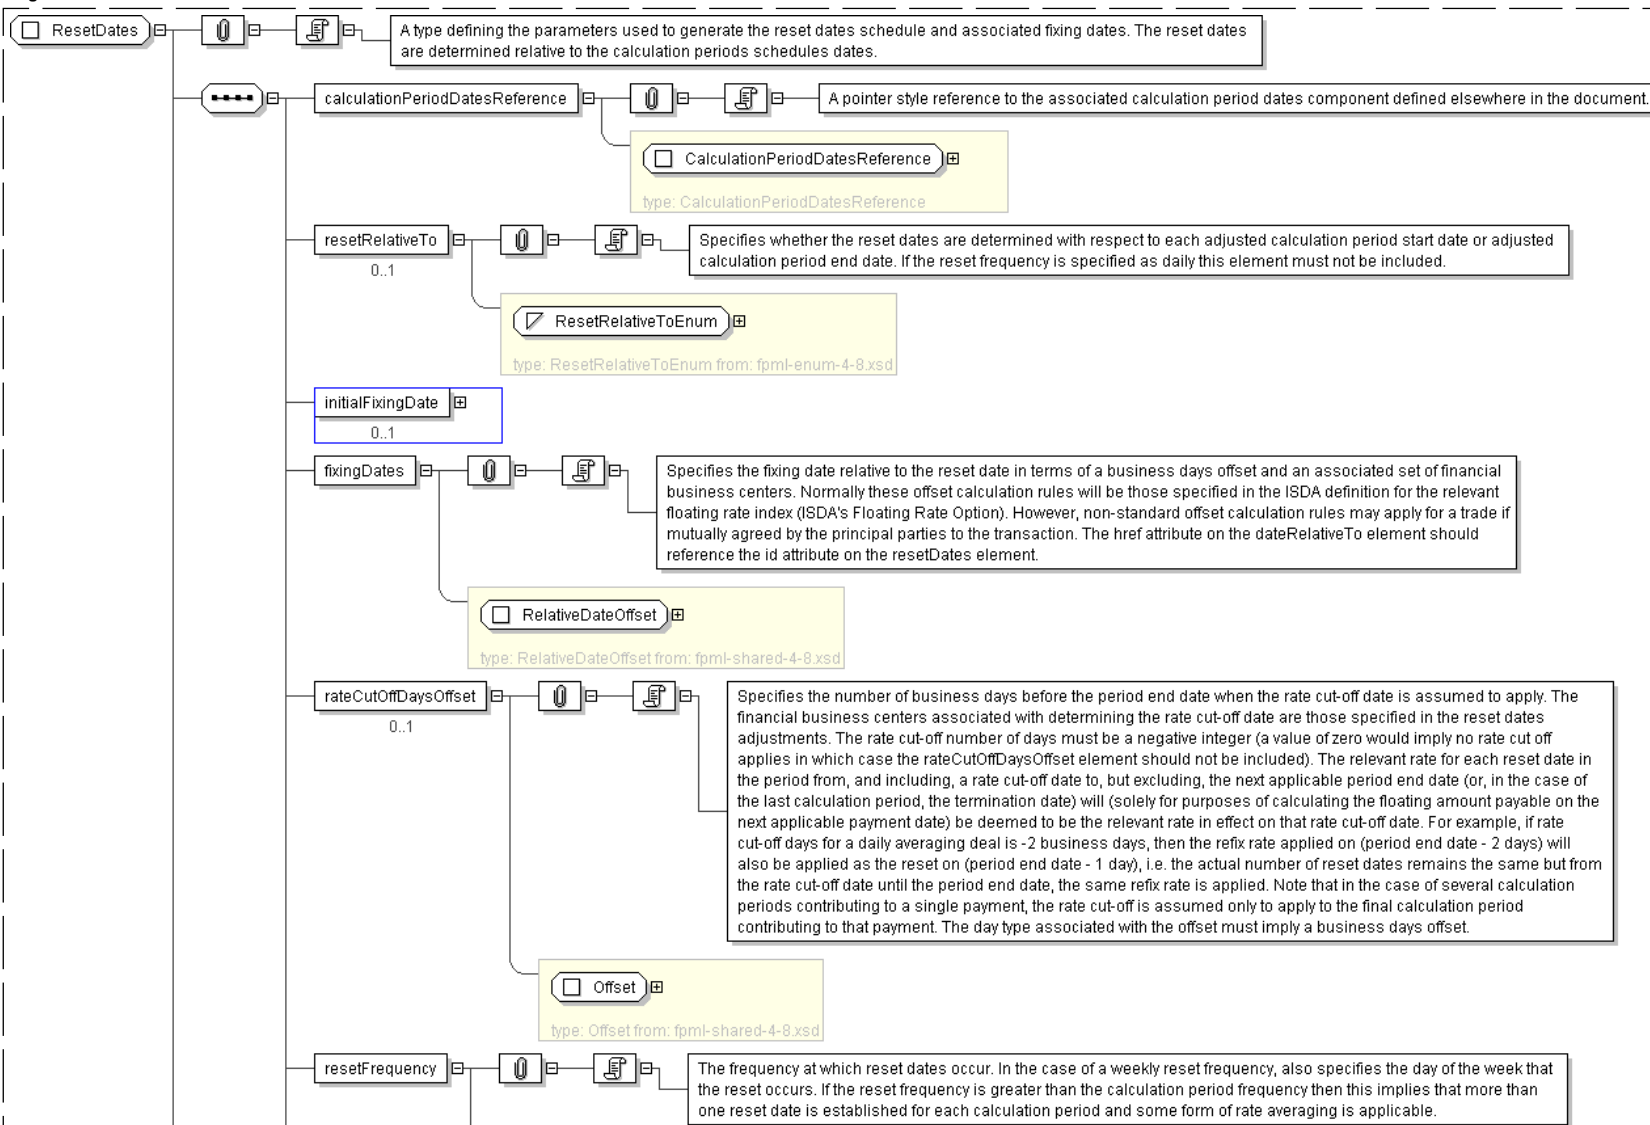 ResetDates
A type defining the parameters used to generate the reset dates schedule and associated fixing dates. The reset dates
are determined relative to the calculation periods schedules dates.
calculationPeriodDatesReference
A pointer style reference to the associated calculation period dates component defined elsewhere in the document.
CalculationPeriodDatesReference
type: CalculationPeriodDatesReference
resetRelativeTo
0..1
Specifies whether the reset dates are determined with respect to each adjusted calculation period start date or adjusted
calculation period end date. If the reset frequency is specified as daily this element must not be included.
ResetRelativeToEnum
type: ResetRelativeToEnum from: fpml-enum-4-8.xsd
initialFixingDate
0..1
fixingDates
Specifies the fixing date relative to the reset date in terms of a business days offset and an associated set of financial
business centers. Normally these offset calculation rules will be those specified in the ISDA definition for the relevant
floating rate index (ISDA's Floating Rate Option). However, non-standard offset calculation rules may apply for a trade if
mutually agreed by the principal parties to the transaction. The href attribute on the dateRelativeTo element should
reference the id attribute on the resetDates element.
RelativeDateOffset
type: RelativeDateOffset from: fpml-shared-4-8.xsd
rateCutOffDaysOffset
0..1
Specifies the number of business days before the period end date when the rate cut-off date is assumed to apply. The
financial business centers associated with determining the rate cut-off date are those specified in the reset dates
adjustments. The rate cut-off number of days must be a negative integer (a value of zero would imply no rate cut off
applies in which case the rateCutOffDaysOffset element should not be included). The relevant rate for each reset date in
the period from, and including, a rate cut-off date to, but excluding, the next applicable period end date (or, in the case of
the last calculation period, the termination date) will (solely for purposes of calculating the floating amount payable on the
next applicable payment date) be deemed to be the relevant rate in effect on that rate cut-off date. For example, if rate
cut-off days for a daily averaging deal is -2 business days, then the refix rate applied on (period end date - 2 days) will
also be applied as the reset on (period end date - 1 day), i.e. the actual number of reset dates remains the same but from
the rate cut-off date until the period end date, the same refix rate is applied. Note that in the case of several calculation
periods contributing to a single payment, the rate cut-off is assumed only to apply to the final calculation period
contributing to that payment. The day type associated with the offset must imply a business days offset.
Offset
type: Offset from: fpml-shared-4-8.xsd
resetFrequency
The frequency at which reset dates occur. In the case of a weekly reset frequency, also specifies the day of the week that
the reset occurs. If the reset frequency is greater than the calculation period frequency then this implies that more than
one reset date is established for each calculation period and some form of rate averaging is applicable.